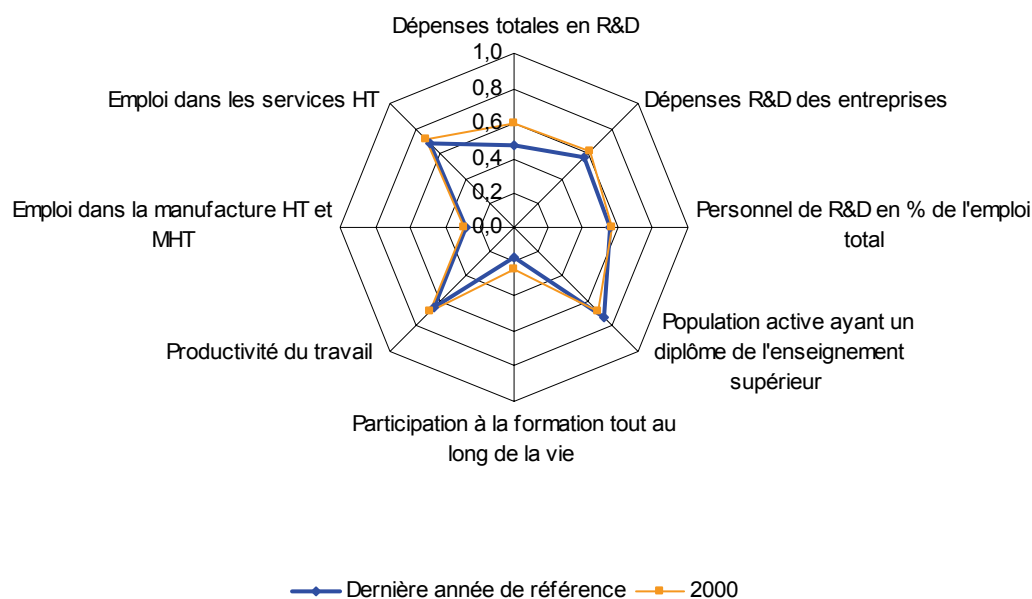 Dépenses totales en R&D
1,0
0,8
0,6
0,4
0,2
0,0
Dépenses R&D des entreprises
Personnel de R&D en % de l'emploi
total
Population active ayant un
diplôme de l'enseignement
supérieur
Participation à la formation tout au
long de la vie
Productivité du travail
Emploi dans la manufacture HT et
MHT
Emploi dans les services HT
Dernière année de référence
2000